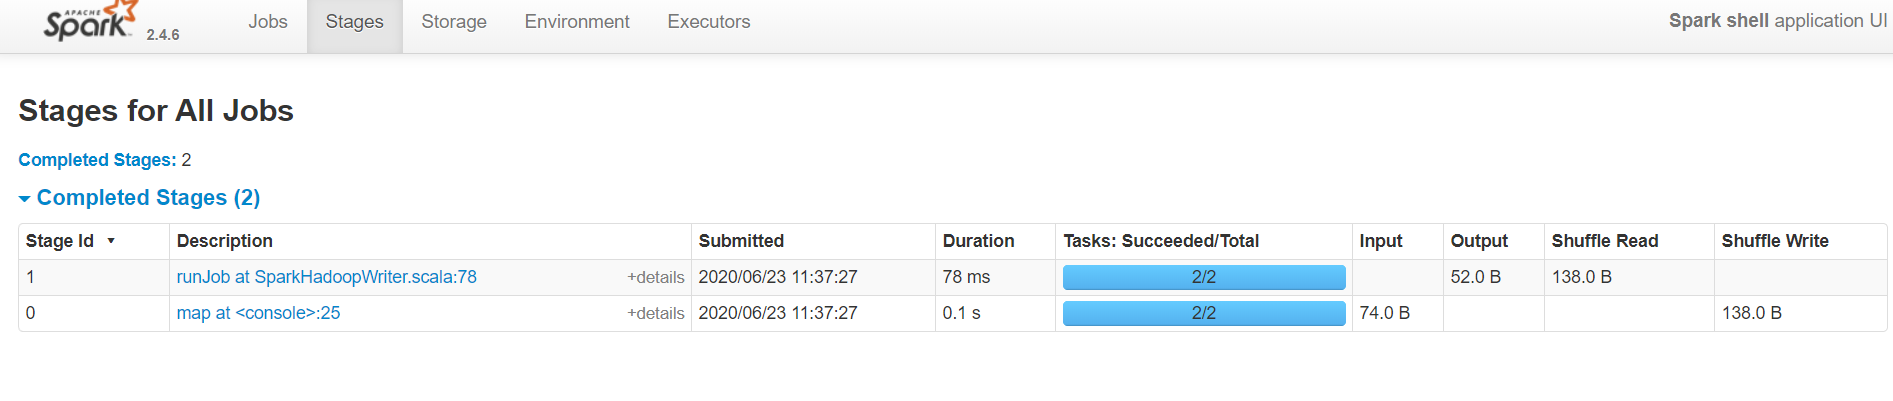 APACHE
Spark 2.4.6 Jobs Stages Storage Environment Executors Spark shell application UI
Stages for All Jobs
Completed Stages: 2
Completed Stages (2)
Stage Id Description Submitted Duration Tasks: Succeeded/Total Input Output Shuffle Read Shuffle Write
1 runJob at SparkHadoopWriter.scala:78 +details 2020/06/23 11:37:27 78 ms 2/2 52.0 B 138.0 B
0 map at <console>:25 +details 2020/06/23 11:37:27 0.1 s 2/2 74.0 B 138.0 B